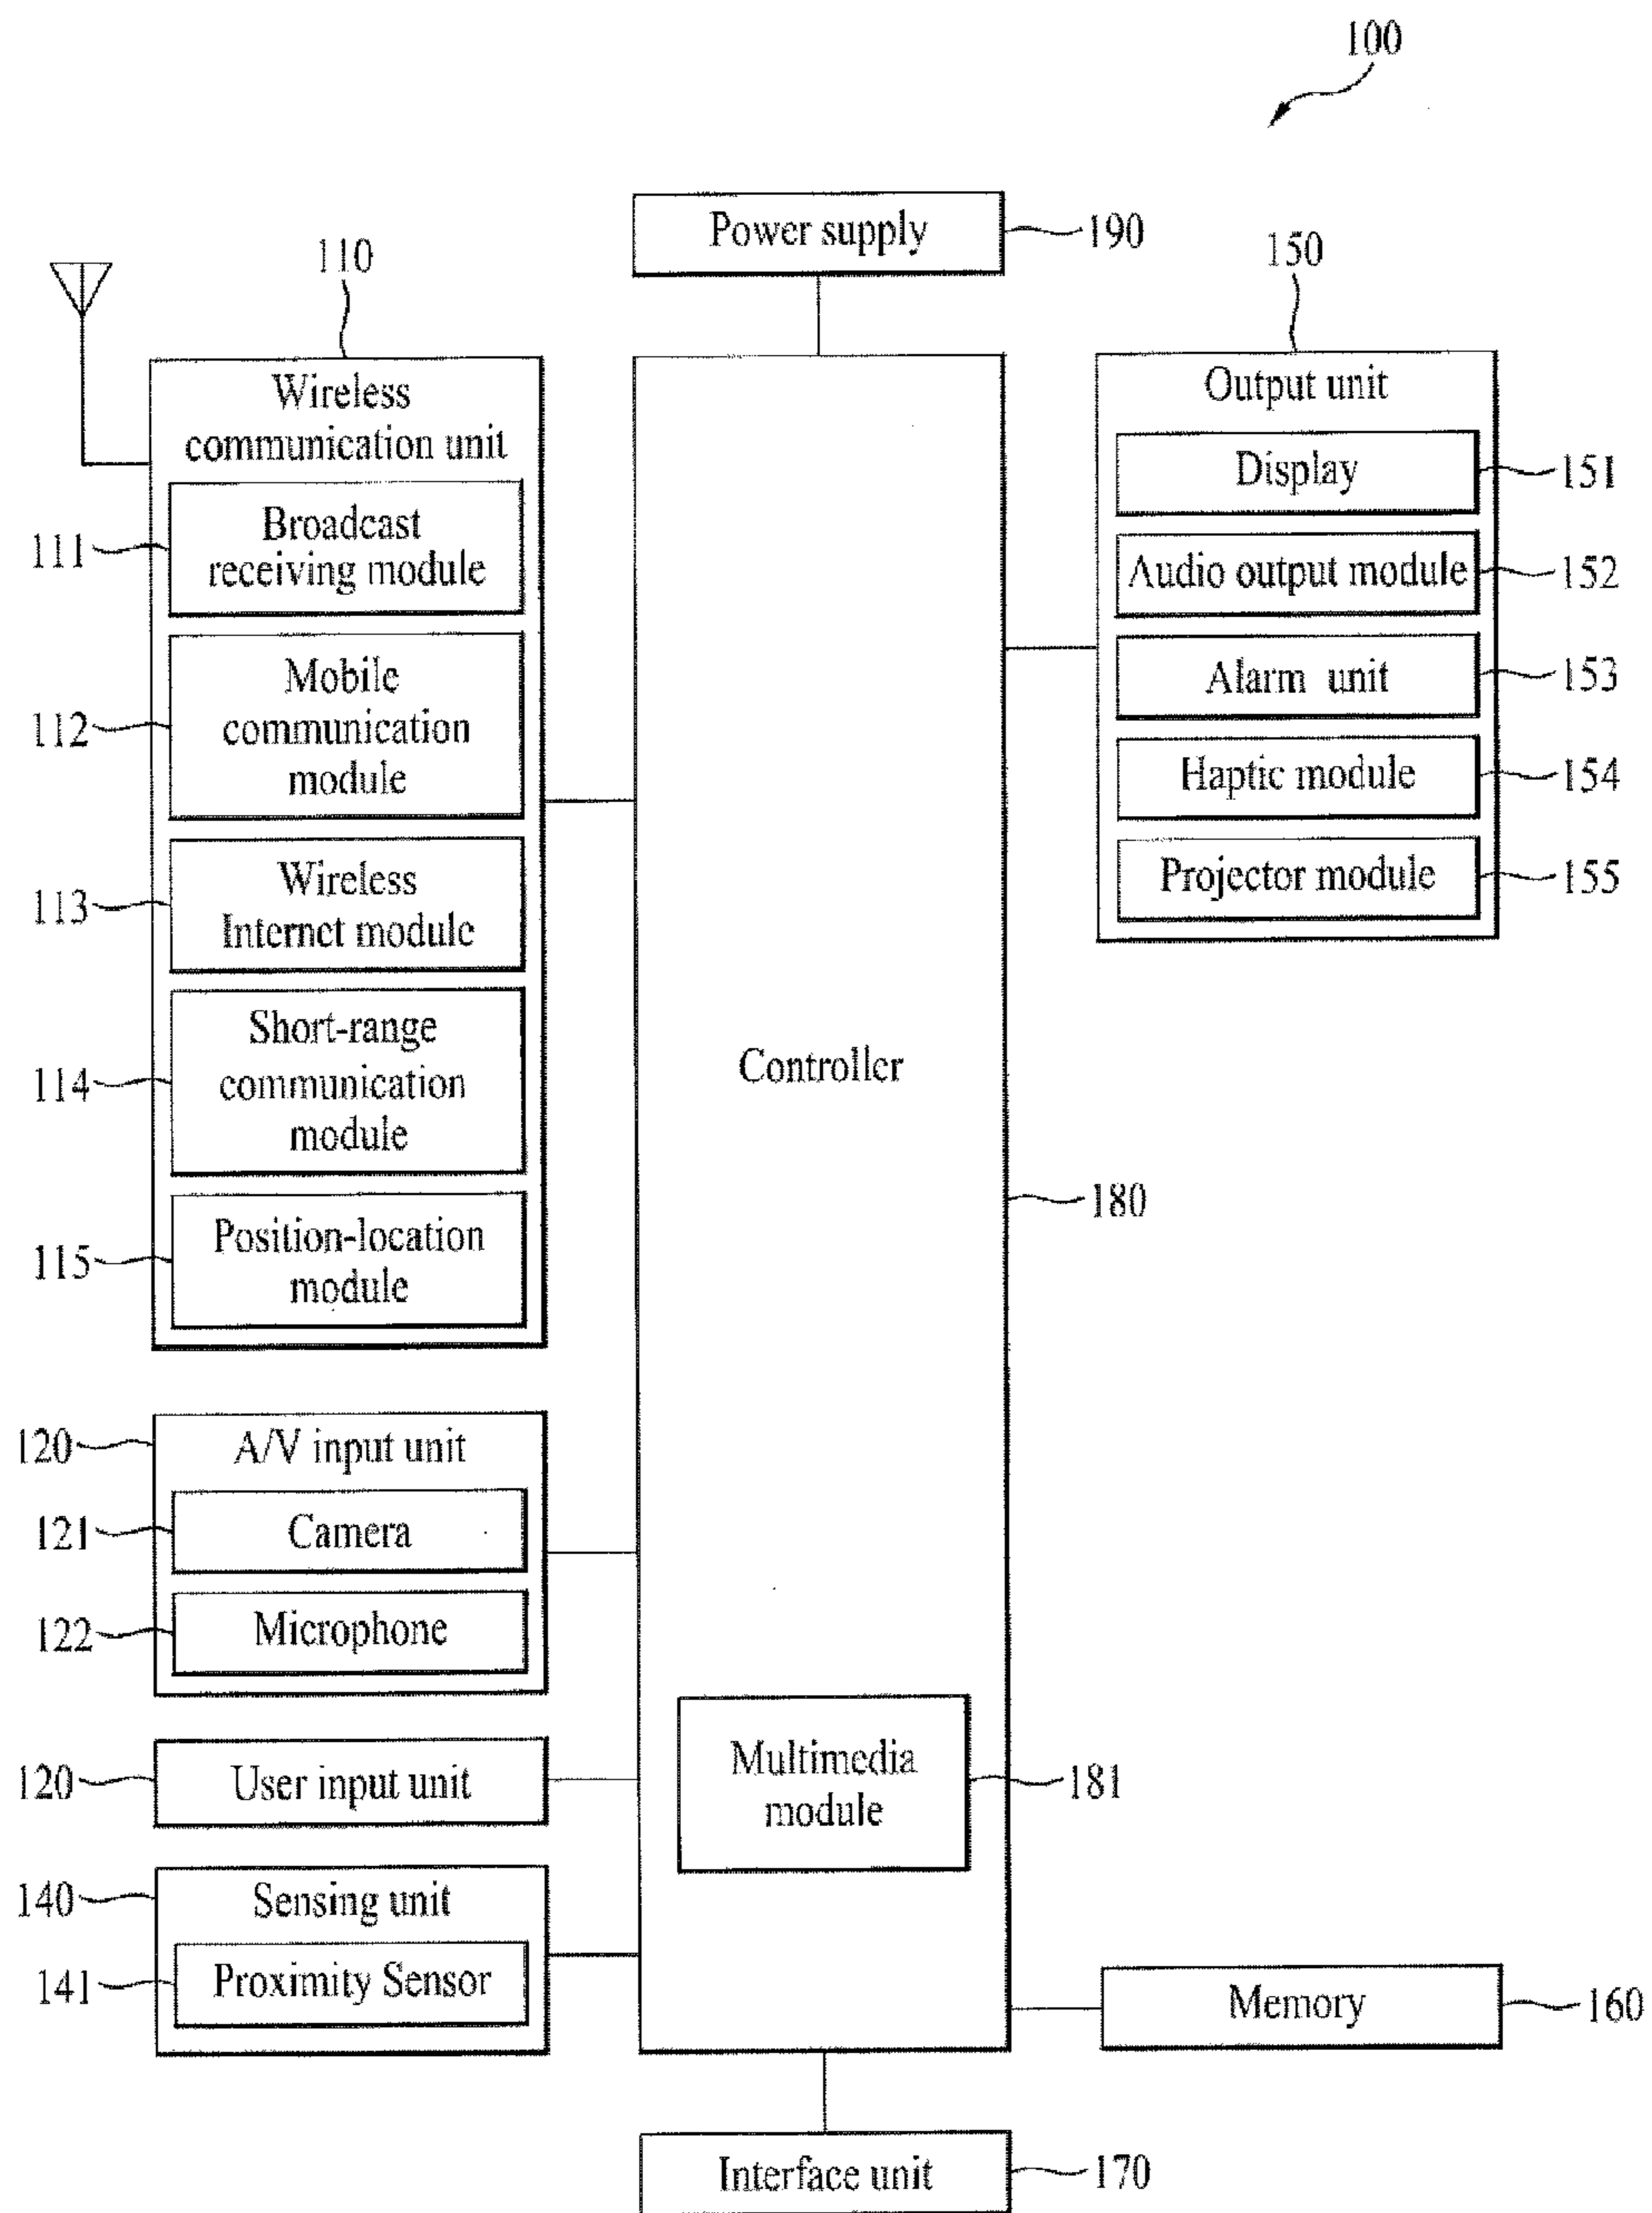 100
Power supply
190
110
150
Wireless
communication unit
Broadcast
receiving module
111
Mobile
communication
module
112
Wireless
Internet module
113
Short-range
communication
module
114
Position-location
module
115
Output unit
Display
151
Audio output module
152
Alarm unit
153
Haptic module
154
Projector module
155
Controller
180
120
A/V input unit
121
Camera
122
Microphone
120
User input unit
Multimedia
module
181
140
Sensing unit
141
Proximity Sensor
Memory
160
Interface unit
170